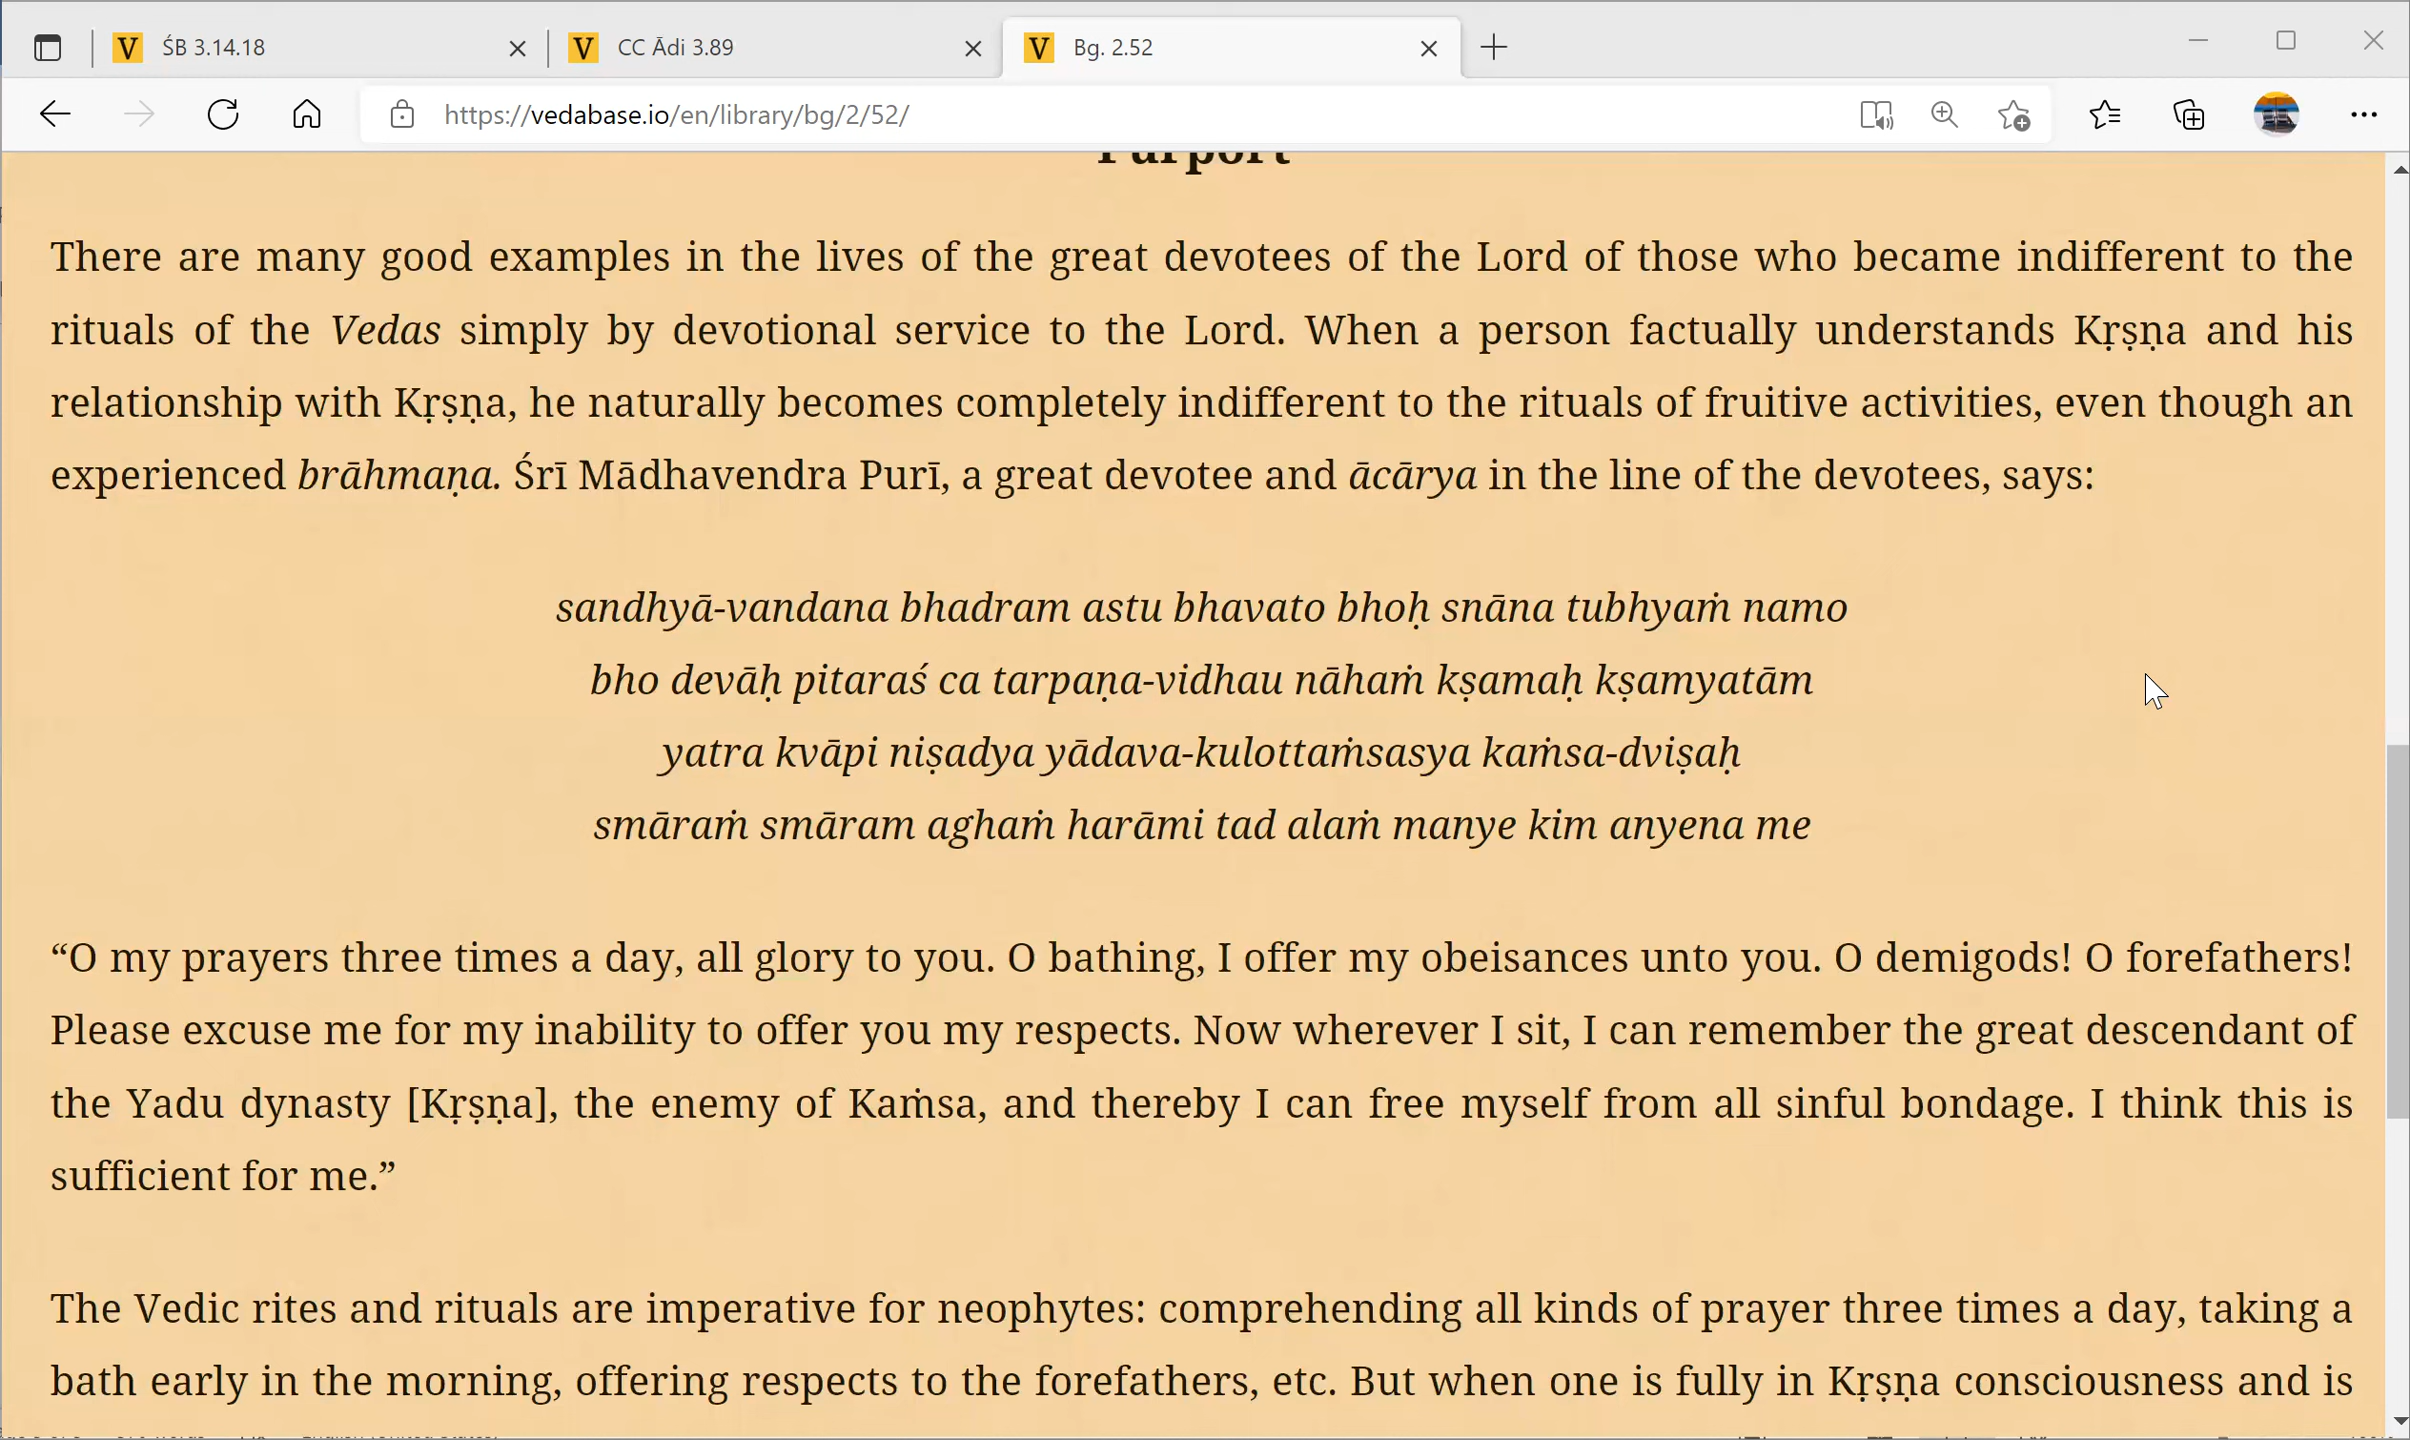 ŚB 3.14.18
CC Ādi 3.89
Bg. 2.52
https://vedabase.io/en/library/bg/2/52/
Purport
There are many good examples in the lives of the great devotees of the Lord of those who became indifferent to the
rituals of the Vedas simply by devotional service to the Lord. When a person factually understands Kṛṣṇa and his
relationship with Kṛṣṇa, he naturally becomes completely indifferent to the rituals of fruitive activities, even though an
experienced brāhmaṇa. Śrī Mādhavendra Purī, a great devotee and ācārya in the line of the devotees, says:
sandhyā-vandana bhadram astu bhavato bhoḥ snāna tubhyaṁ namo
bho devāḥ pitaraś ca tarpaṇa-vidhau nāhaṁ kṣamaḥ kṣamyatām
yatra kvāpi niṣadya yādava-kulottaṁsasya kaṁsa-dviṣaḥ
smāraṁ smāram aghaṁ harāmi tad alaṁ manye kim anyena me
“O my prayers three times a day, all glory to you. O bathing, I offer my obeisances unto you. O demigods! O forefathers!
Please excuse me for my inability to offer you my respects. Now wherever I sit, I can remember the great descendant of
the Yadu dynasty [Kṛṣṇa], the enemy of Kaṁsa, and thereby I can free myself from all sinful bondage. I think this is
sufficient for me.”
The Vedic rites and rituals are imperative for neophytes: comprehending all kinds of prayer three times a day, taking a
bath early in the morning, offering respects to the forefathers, etc. But when one is fully in Kṛṣṇa consciousness and is